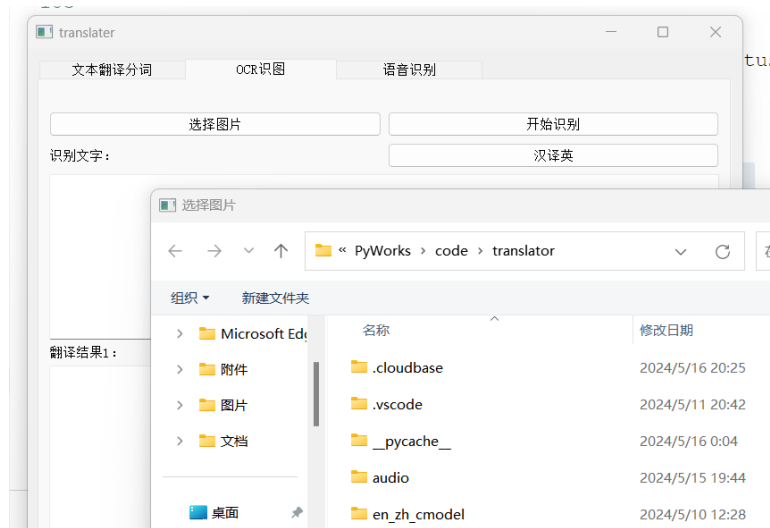 translater
文本翻译分词 OCR识图 语音识别
tu
选择图片 开始识别
识别文字： 汉译英
选择图片
« PyWorks › code › translator
组织 新建文件夹
名称 修改日期
Microsoft Ed
翻译结果1：
.cloudbase 2024/5/16 20:25
附件
.vscode 2024/5/11 20:42
图片
__pycache__ 2024/5/16 0:04
文档
audio 2024/5/15 19:44
桌面
en_zh_cmodel 2024/5/10 12:28